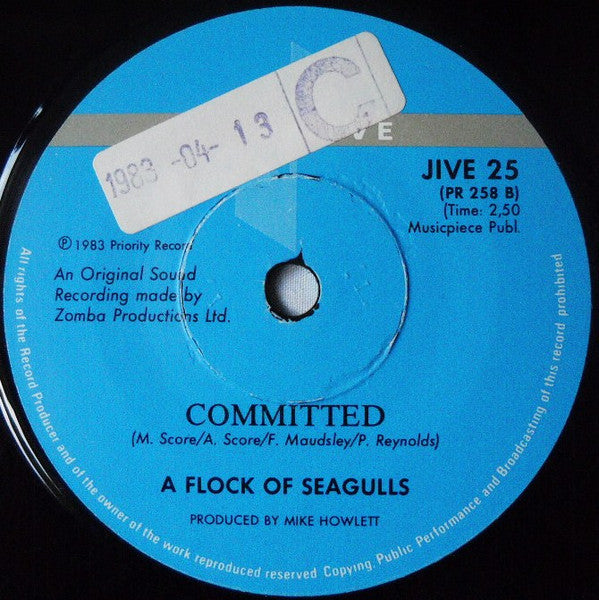 1983 -04- 13
C
VE
JIVE 25
(PR 258 B)
(Time: 2,50
Musicpiece Publ.
℗ 1983 Priority Record
An Original Sound
Recording made by
Zomba Productions Ltd.
COMMITTED
(M. Score/A. Score/F. Maudsley/P. Reynolds)
A FLOCK OF SEAGULLS
PRODUCED BY MIKE HOWLETT
All rights of the Record Producer and of the owner of the work reproduced reserved Copying, Public Performance and Broadcasting of this record prohibited